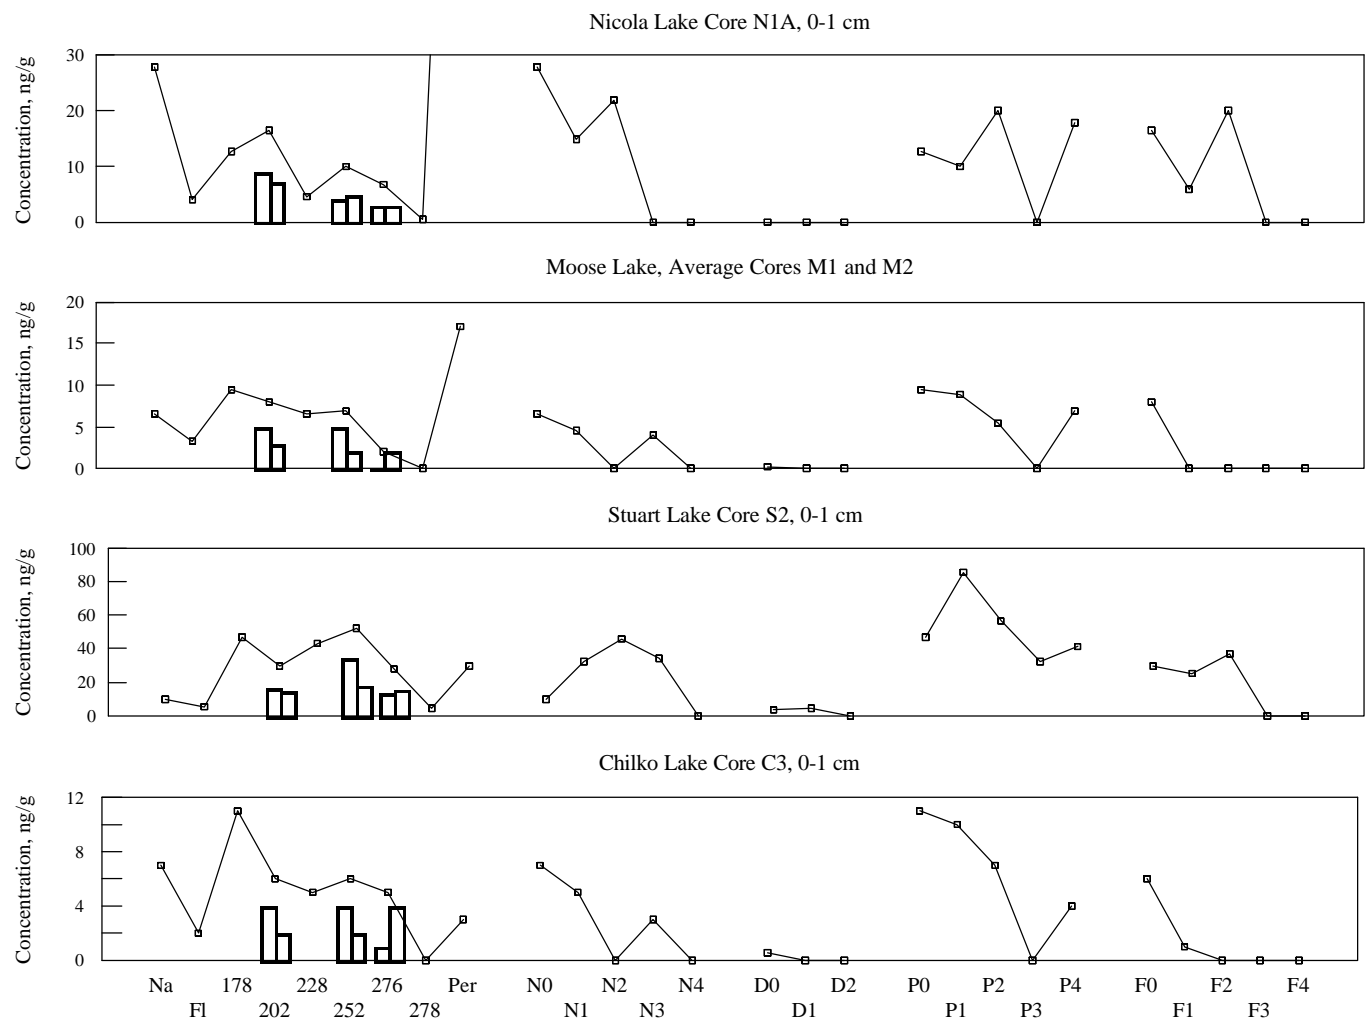 Nicola Lake Core N1A, 0-1 cm
Concentration, ng/g
30
20
10
0
Moose Lake, Average Cores M1 and M2
Concentration, ng/g
20
15
10
5
0
Stuart Lake Core S2, 0-1 cm
Concentration, ng/g
100
80
60
40
20
0
Chilko Lake Core C3, 0-1 cm
Concentration, ng/g
12
8
4
0
Na 178 228 276 Per N0 N2 N4 D0 D2 P0 P2 P4 F0 F2 F4
Fl 202 252 278 N1 N3 D1 P1 P3 F1 F3